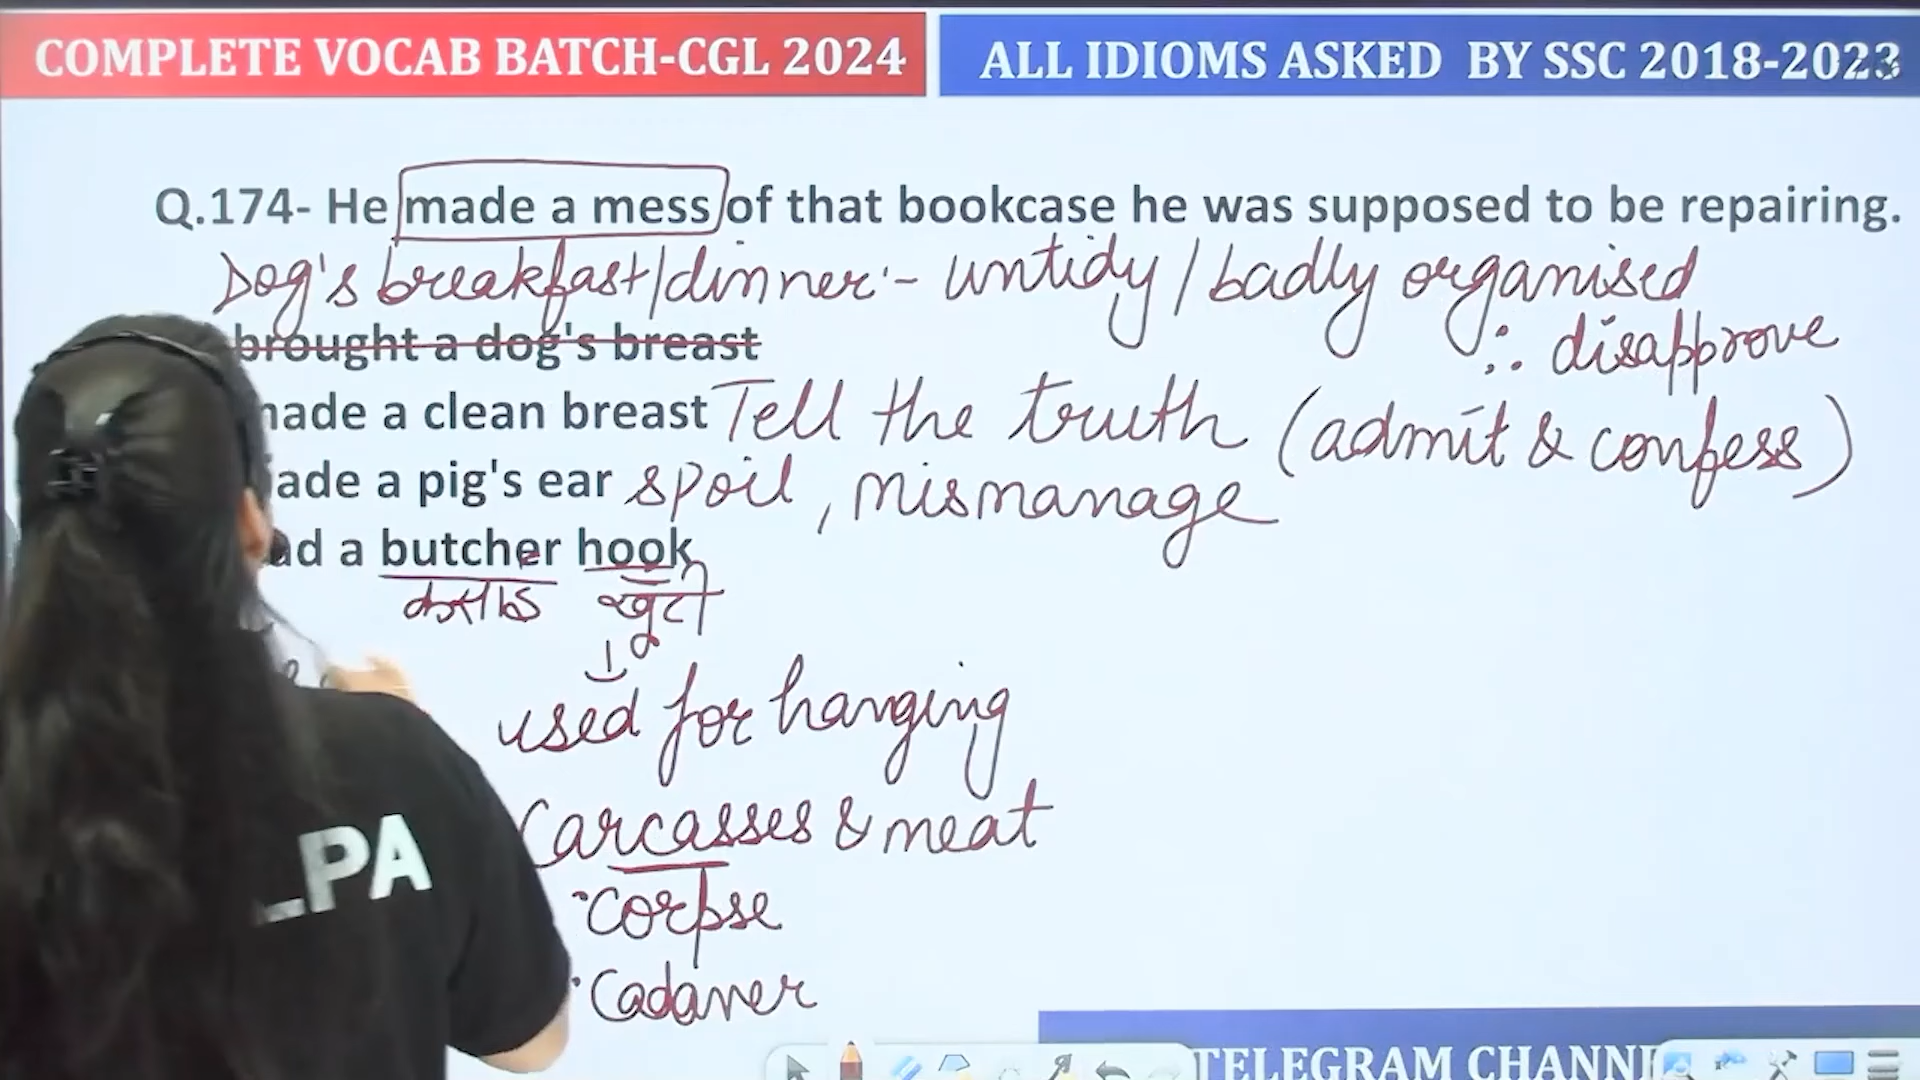 COMPLETE VOCAB BATCH-CGL 2024
ALL IDIOMS ASKED BY SSC 2018-2023
Q.174- He made a mess of that bookcase he was supposed to be repairing.
Dog's breakfast/dinner:- untidy / badly organised
∴ disapprove
brought a dog's breast
made a clean breast Tell the truth (admit & confess)
ade a pig's ear spoil, mismanage
ad a butcher hook
खूंटी
used for hanging
Carcasses & meat
Corpse
Cadaver
LPA
TELEGRAM CHANN